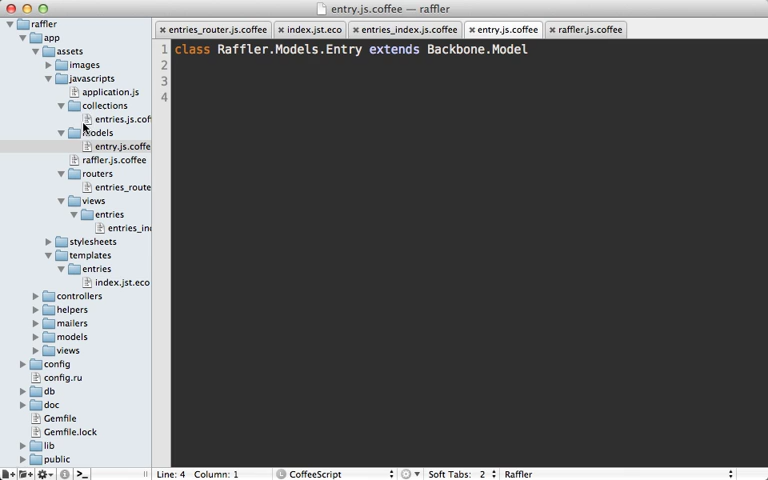 entry.js.coffee — raffler
raffler
app
assets
images
javascripts
application.js
collections
entries.js.cof
models
entry.js.coffe
raffler.js.coffee
routers
entries_route
views
entries
entries_in
stylesheets
templates
entries
index.jst.eco
controllers
helpers
mailers
models
views
config
config.ru
db
doc
Gemfile
Gemfile.lock
lib
public
entries_router.js.coffee
index.jst.eco
entries_index.js.coffee
entry.js.coffee
raffler.js.coffee
1 class Raffler.Models.Entry extends Backbone.Model
2
3
4
Line: 4 Column: 1
CoffeeScript
Soft Tabs: 2
Raffler